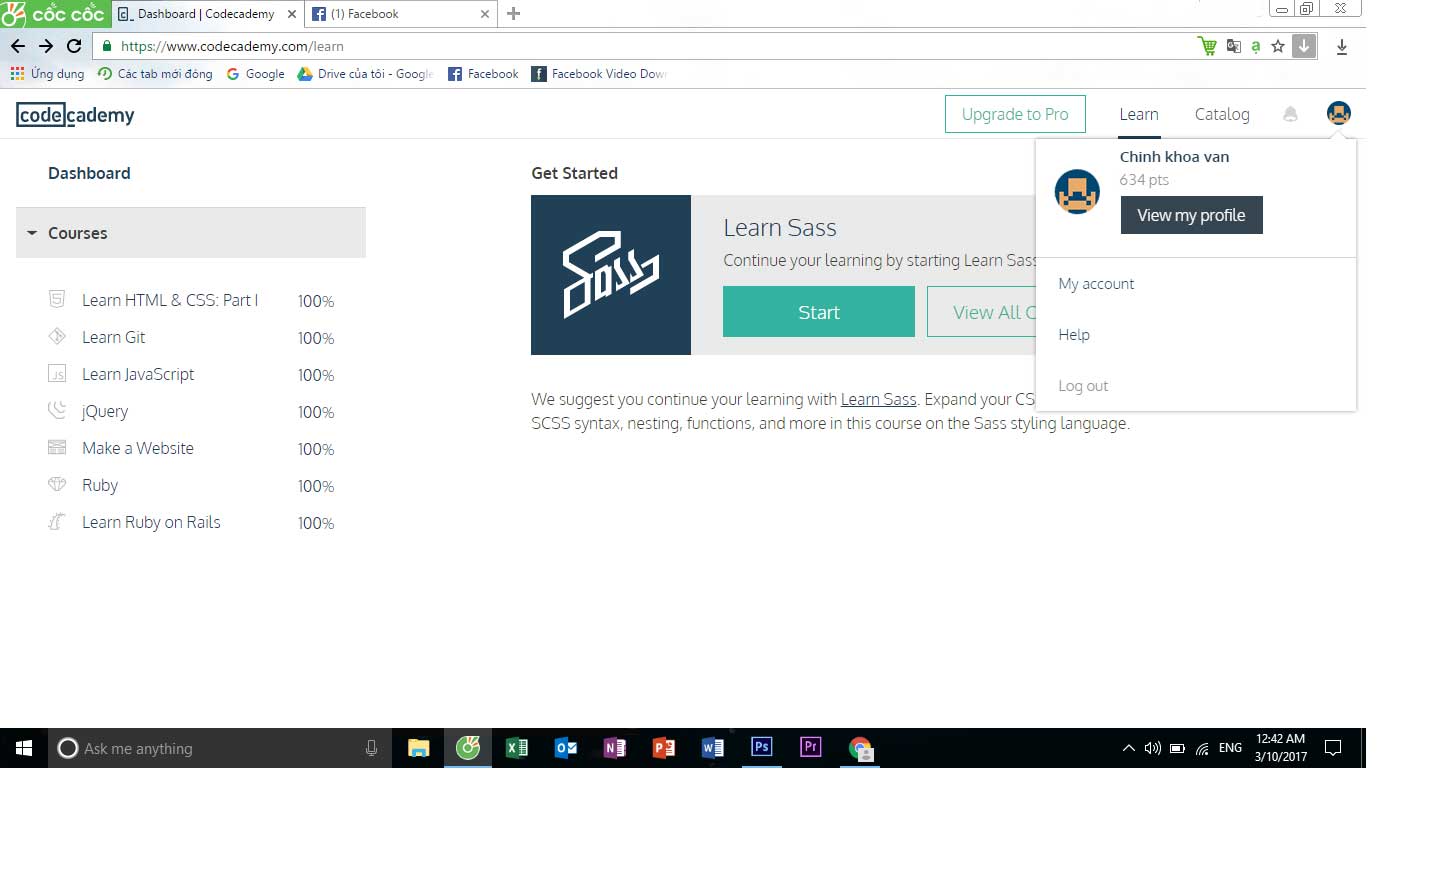 cốc cốc
Dashboard | Codecademy
(1) Facebook
https://www.codecademy.com/learn
Ứng dụng
Các tab mới đóng
Google
Drive của tôi - Google
Facebook
Facebook Video Dow
codecademy
Upgrade to Pro
Learn
Catalog
Dashboard
Courses
Learn HTML & CSS: Part I 100%
Learn Git 100%
JS Learn JavaScript 100%
jQuery 100%
Make a Website 100%
Ruby 100%
Learn Ruby on Rails 100%
Get Started
Sass
Learn Sass
Continue your learning by starting Learn Sass
Start
View All C
We suggest you continue your learning with Learn Sass. Expand your CS
SCSS syntax, nesting, functions, and more in this course on the Sass styling language.
Chinh khoa van
634 pts
View my profile
My account
Help
Log out
Ask me anything
Ps
Pr
ENG
12:42 AM
3/10/2017